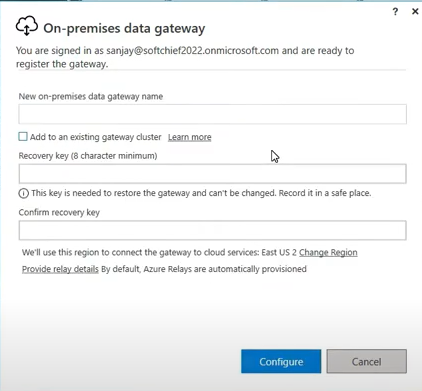 ? ×
On-premises data gateway
You are signed in as sanjay@softchief2022.onmicrosoft.com and are ready to
register the gateway.
New on-premises data gateway name
Add to an existing gateway cluster Learn more
Recovery key (8 character minimum)
This key is needed to restore the gateway and can't be changed. Record it in a safe place.
Confirm recovery key
We'll use this region to connect the gateway to cloud services: East US 2 Change Region
Provide relay details By default, Azure Relays are automatically provisioned
Configure Cancel